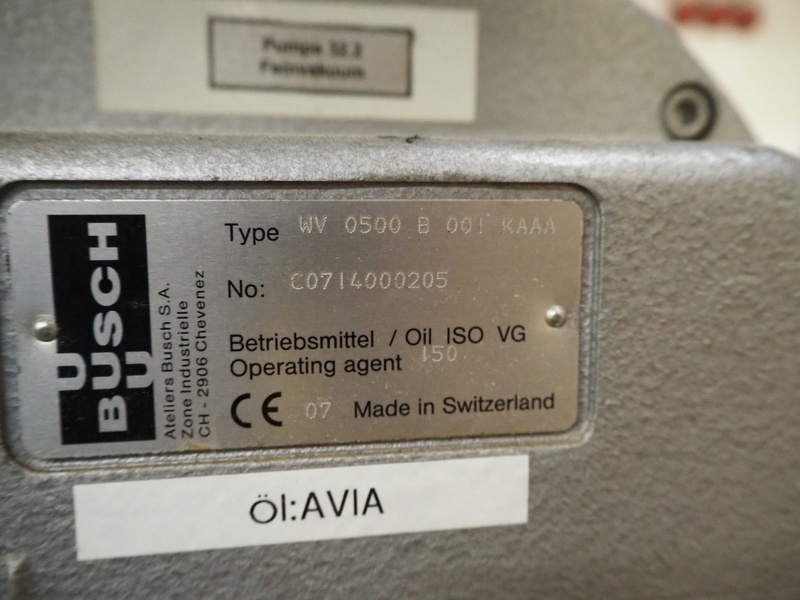 Pumpe 32.2
Feinvakuum
BUSCH
Ateliers Busch S.A.
Zone Industrielle
CH - 2906 Chevenez
Type WV 0500 B 001 KAAA
No: C0714000205
Betriebsmittel / Oil ISO VG
Operating agent 150
CE 07 Made in Switzerland
Öl:AVIA